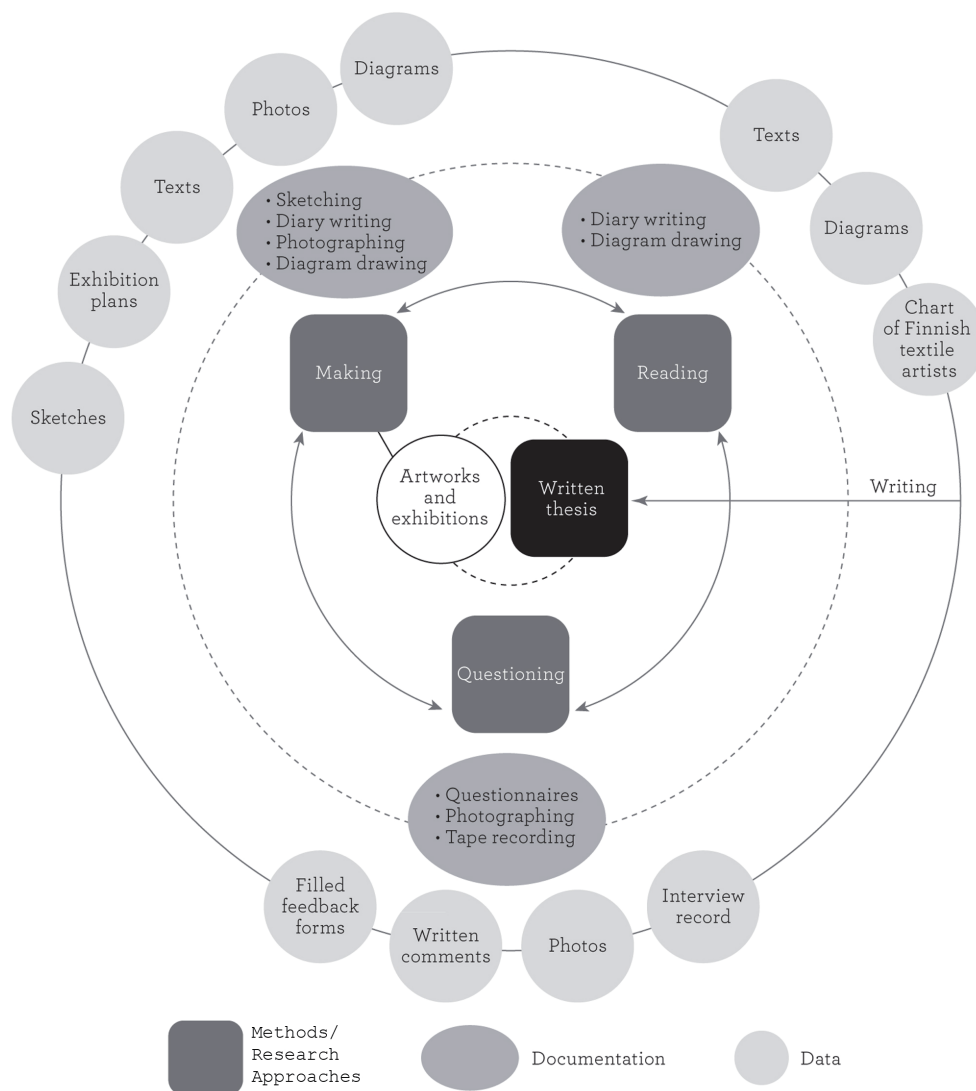 Diagrams
Photos
Texts
Exhibition
plans
Sketches
Texts
Diagrams
Chart
of Finnish
textile
artists
• Sketching
• Diary writing
• Photographing
• Diagram drawing
• Diary writing
• Diagram drawing
Making
Reading
Artworks
and
exhibitions
Written
thesis
Writing
Questioning
• Questionnaires
• Photographing
• Tape recording
Filled
feedback
forms
Written
comments
Photos
Interview
record
Methods/
Research
Approaches
Documentation
Data